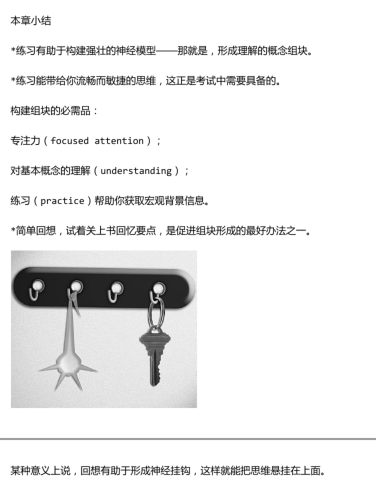 本章小结
*练习有助于构建强壮的神经模型——那就是，形成理解的概念组块。
*练习能带给你流畅而敏捷的思维，这正是考试中需要具备的。
构建组块的必需品：
专注力（focused attention）；
对基本概念的理解（understanding）；
练习（practice）帮助你获取宏观背景信息。
*简单回想，试着关上书回忆要点，是促进组块形成的最好办法之一。
某种意义上说，回想有助于形成神经挂钩，这样就能把思维悬挂在上面。